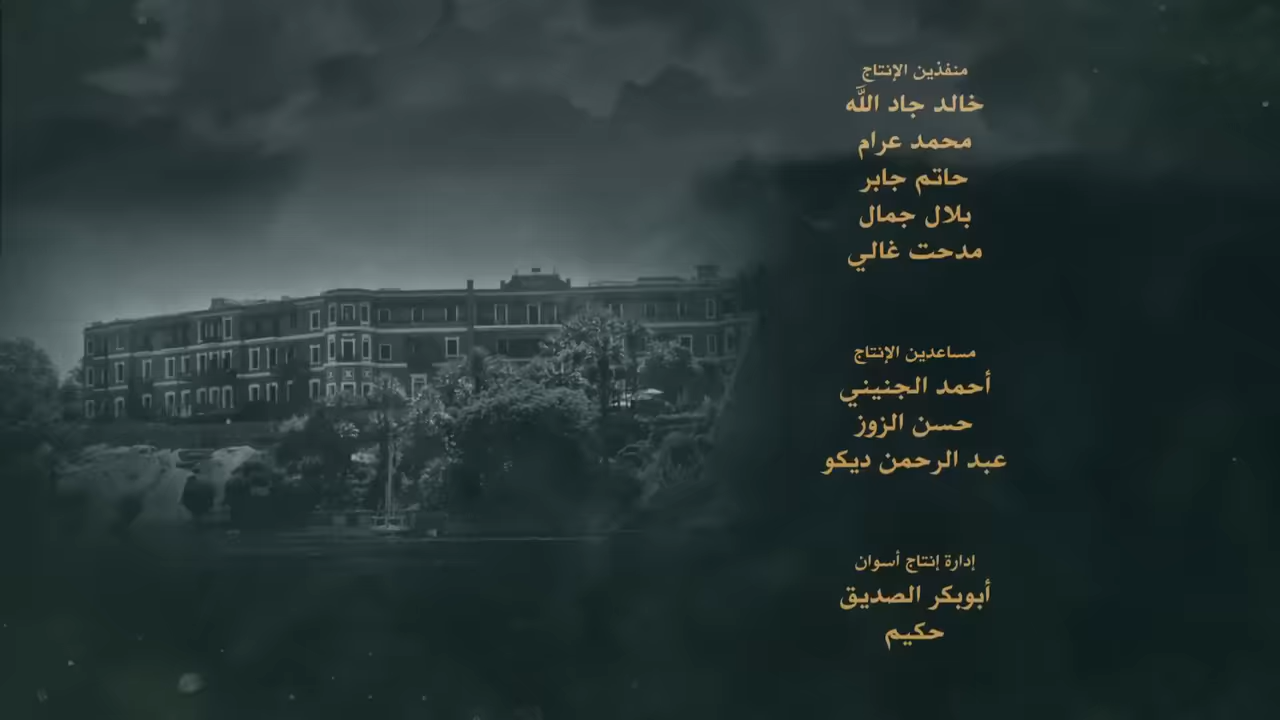 منفذين الإنتاج
خالد جاد الله
محمد عرام
حاتم جابر
بلال جمال
مدحت غالي
مساعدين الإنتاج
أحمد الجنيني
حسن الزوز
عبد الرحمن ديكو
إدارة إنتاج أسوان
أبوبكر الصديق
حكيم